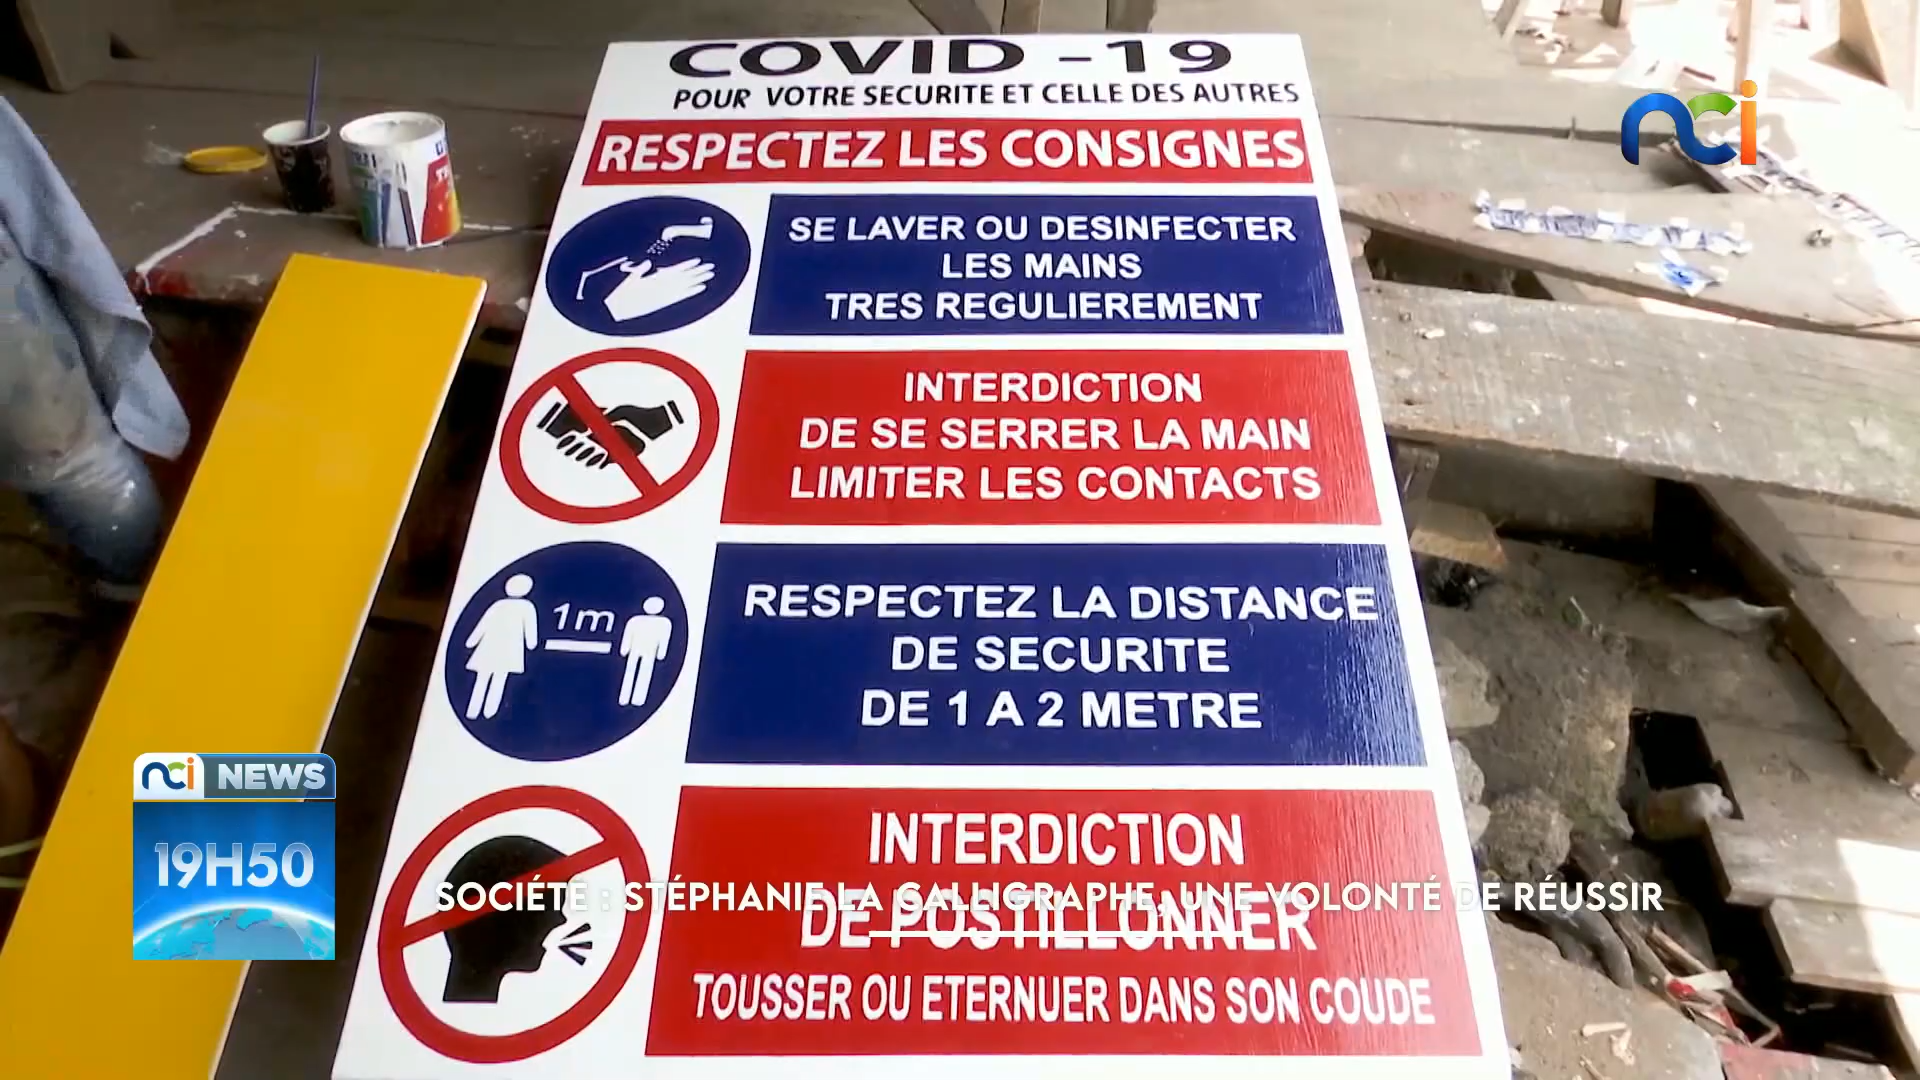 COVID -19
POUR VOTRE SECURITE ET CELLE DES AUTRES
RESPECTEZ LES CONSIGNES
SE LAVER OU DESINFECTER
LES MAINS
TRES REGULIEREMENT
INTERDICTION
DE SE SERRER LA MAIN
LIMITER LES CONTACTS
1m
RESPECTEZ LA DISTANCE
DE SECURITE
DE 1 A 2 METRE
INTERDICTION
DE POSTILLONNER
TOUSSER OU ETERNUER DANS SON COUDE
nci
nci NEWS
19H50
SOCIÉTE : STÉPHANIE LA CALLIGRAPHE, UNE VOLONTÉ DE RÉUSSIR